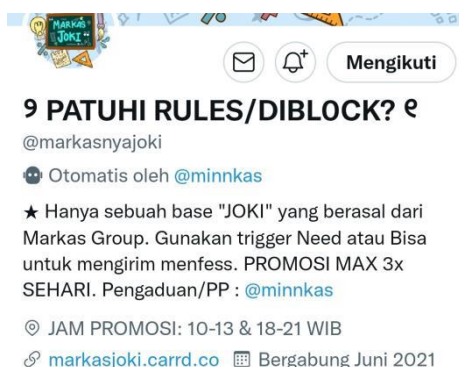 MARKAS
JOKI
Mengikuti
୨ PATUHI RULES/DIBL0CK? ୧
@markasnyajoki
Otomatis oleh @minnkas
★ Hanya sebuah base "JOKI" yang berasal dari
Markas Group. Gunakan trigger Need atau Bisa
untuk mengirim menfess. PROMOSI MAX 3x
SEHARI. Pengaduan/PP : @minnkas
JAM PROMOSI: 10-13 & 18-21 WIB
markasjoki.carrd.co Bergabung Juni 2021